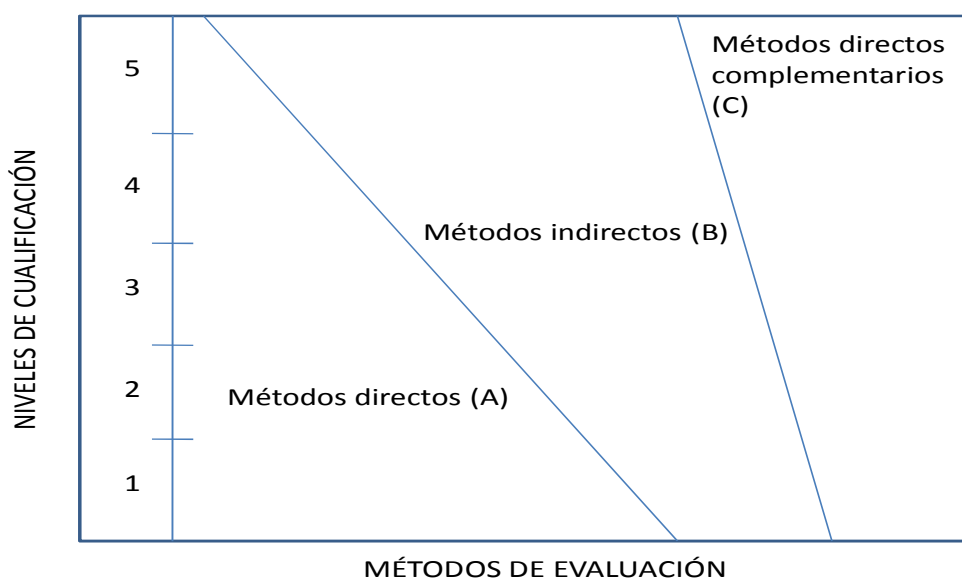 Métodos directos
complementarios
(C)
5
4
Métodos indirectos (B)
3
2
Métodos directos (A)
1
NIVELES DE CUALIFICACIÓN
MÉTODOS DE EVALUACIÓN